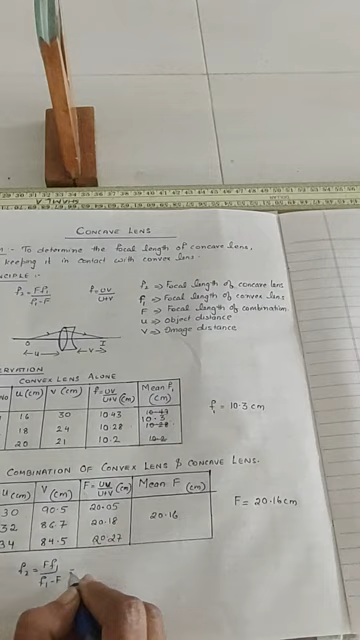 CONCAVE LENS
- To determine the focal length of concave lens,
keeping it in contact with convex lens.
NCIPLE :-
f₂ = Ff₁/f₁-F f = uv/u+v
f₂ → Focal length of concave lens
f₁ → Focal length of convex lens
F → Focal length of combination
u → Object distance
v → Image distance
O I
← u → ← v →
ERVATION
CONVEX LENS ALONE
NO u (cm) v (cm) f = uv/u+v (cm) Mean f₁ (cm)
16 30 10.43 10.3
18 24 10.28
20 21 10.2
f₁ = 10.3 cm
COMBINATION OF CONVEX LENS & CONCAVE LENS.
u (cm) V (cm) F = uv/u+v (cm) Mean F (cm)
30 90.5 20.05
32 86.7 20.18 20.16
34 84.5 20.27
F = 20.16 cm
f₂ = Ff₁/f₁-F =